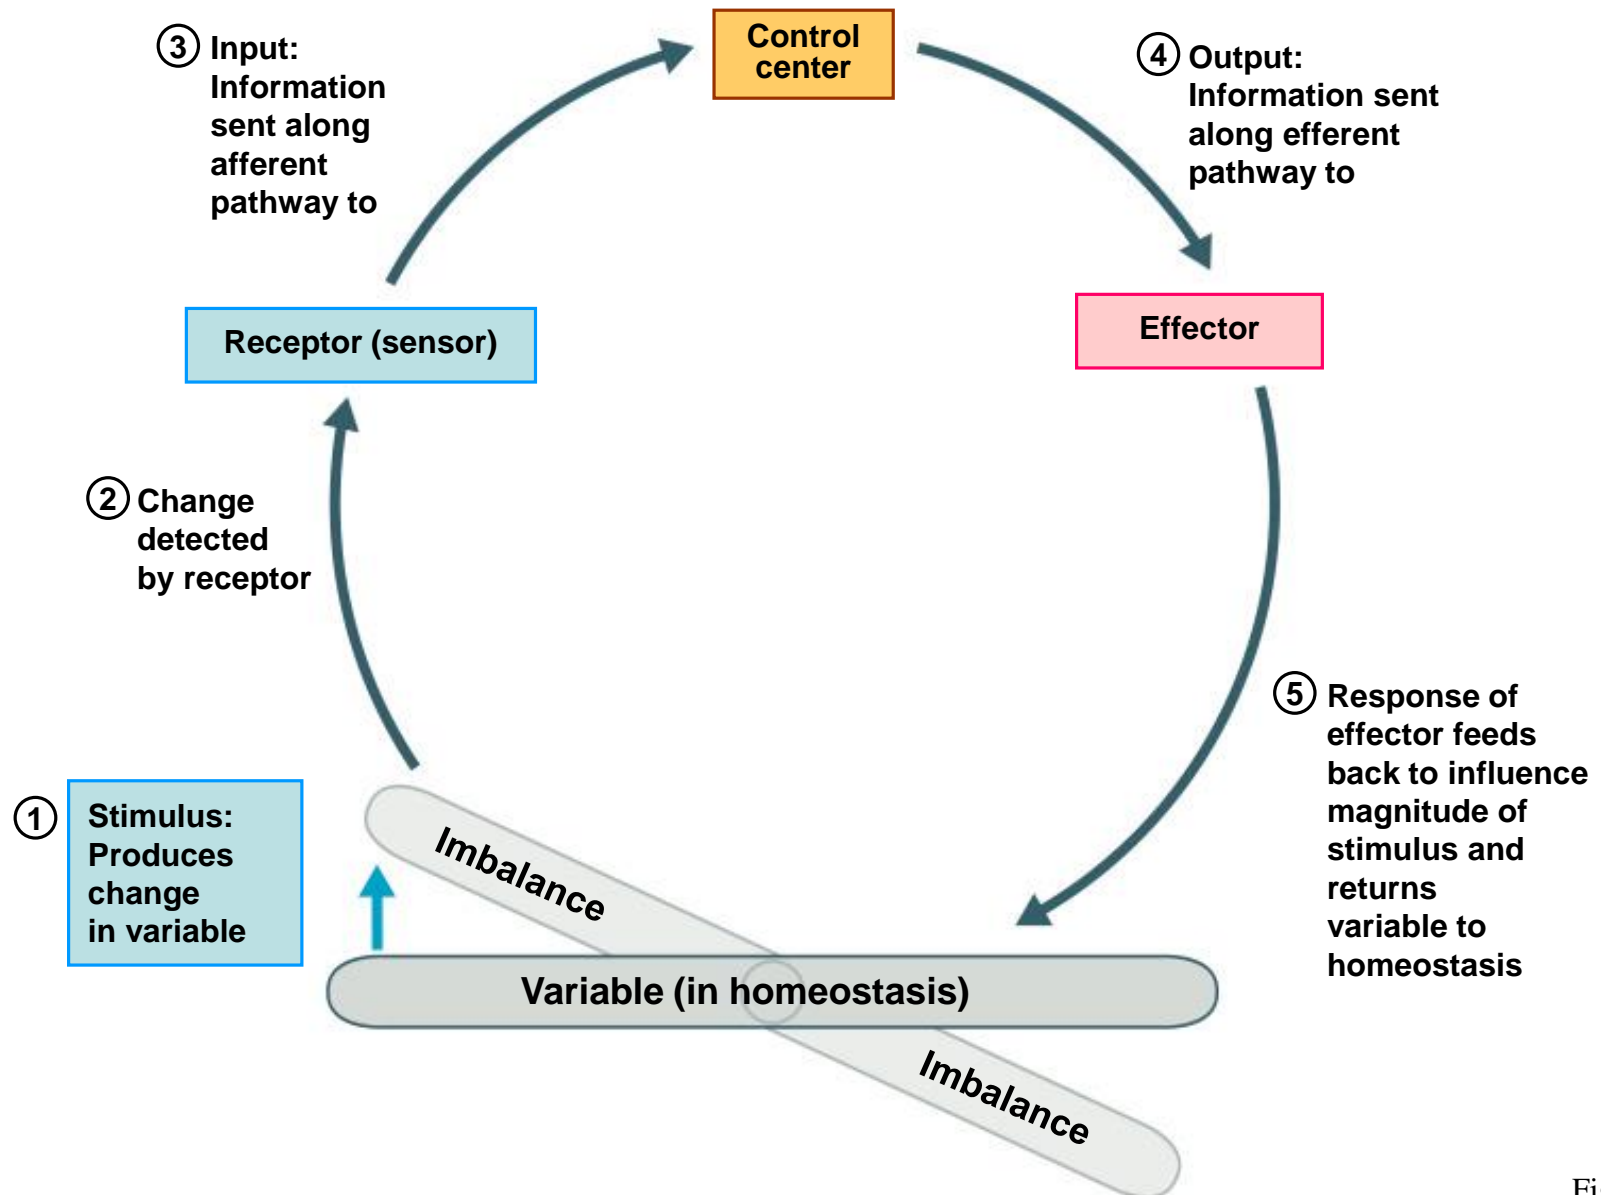 3 Input:
Information
sent along
afferent
pathway to
Control
center
4 Output:
Information sent
along efferent
pathway to
Receptor (sensor)
Effector
2 Change
detected
by receptor
5 Response of
effector feeds
back to influence
magnitude of
stimulus and
returns
variable to
homeostasis
1 Stimulus:
Produces
change
in variable
Imbalance
Variable (in homeostasis)
Imbalance